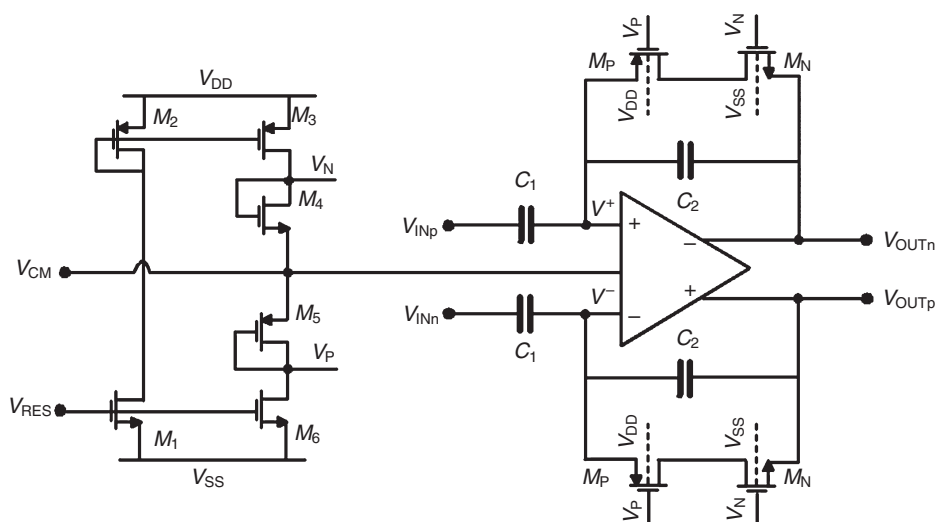 V_DD
M_2
M_3
V_N
M_4
V_CM
M_5
V_P
V_RES
M_1
M_6
V_SS
V_P
V_N
M_P
M_N
V_DD
V_SS
C_1
C_2
V_INp
V^+
+
−
V_OUTn
V_INn
V^−
−
+
V_OUTp
C_1
C_2
V_DD
V_SS
M_P
M_N
V_P
V_N